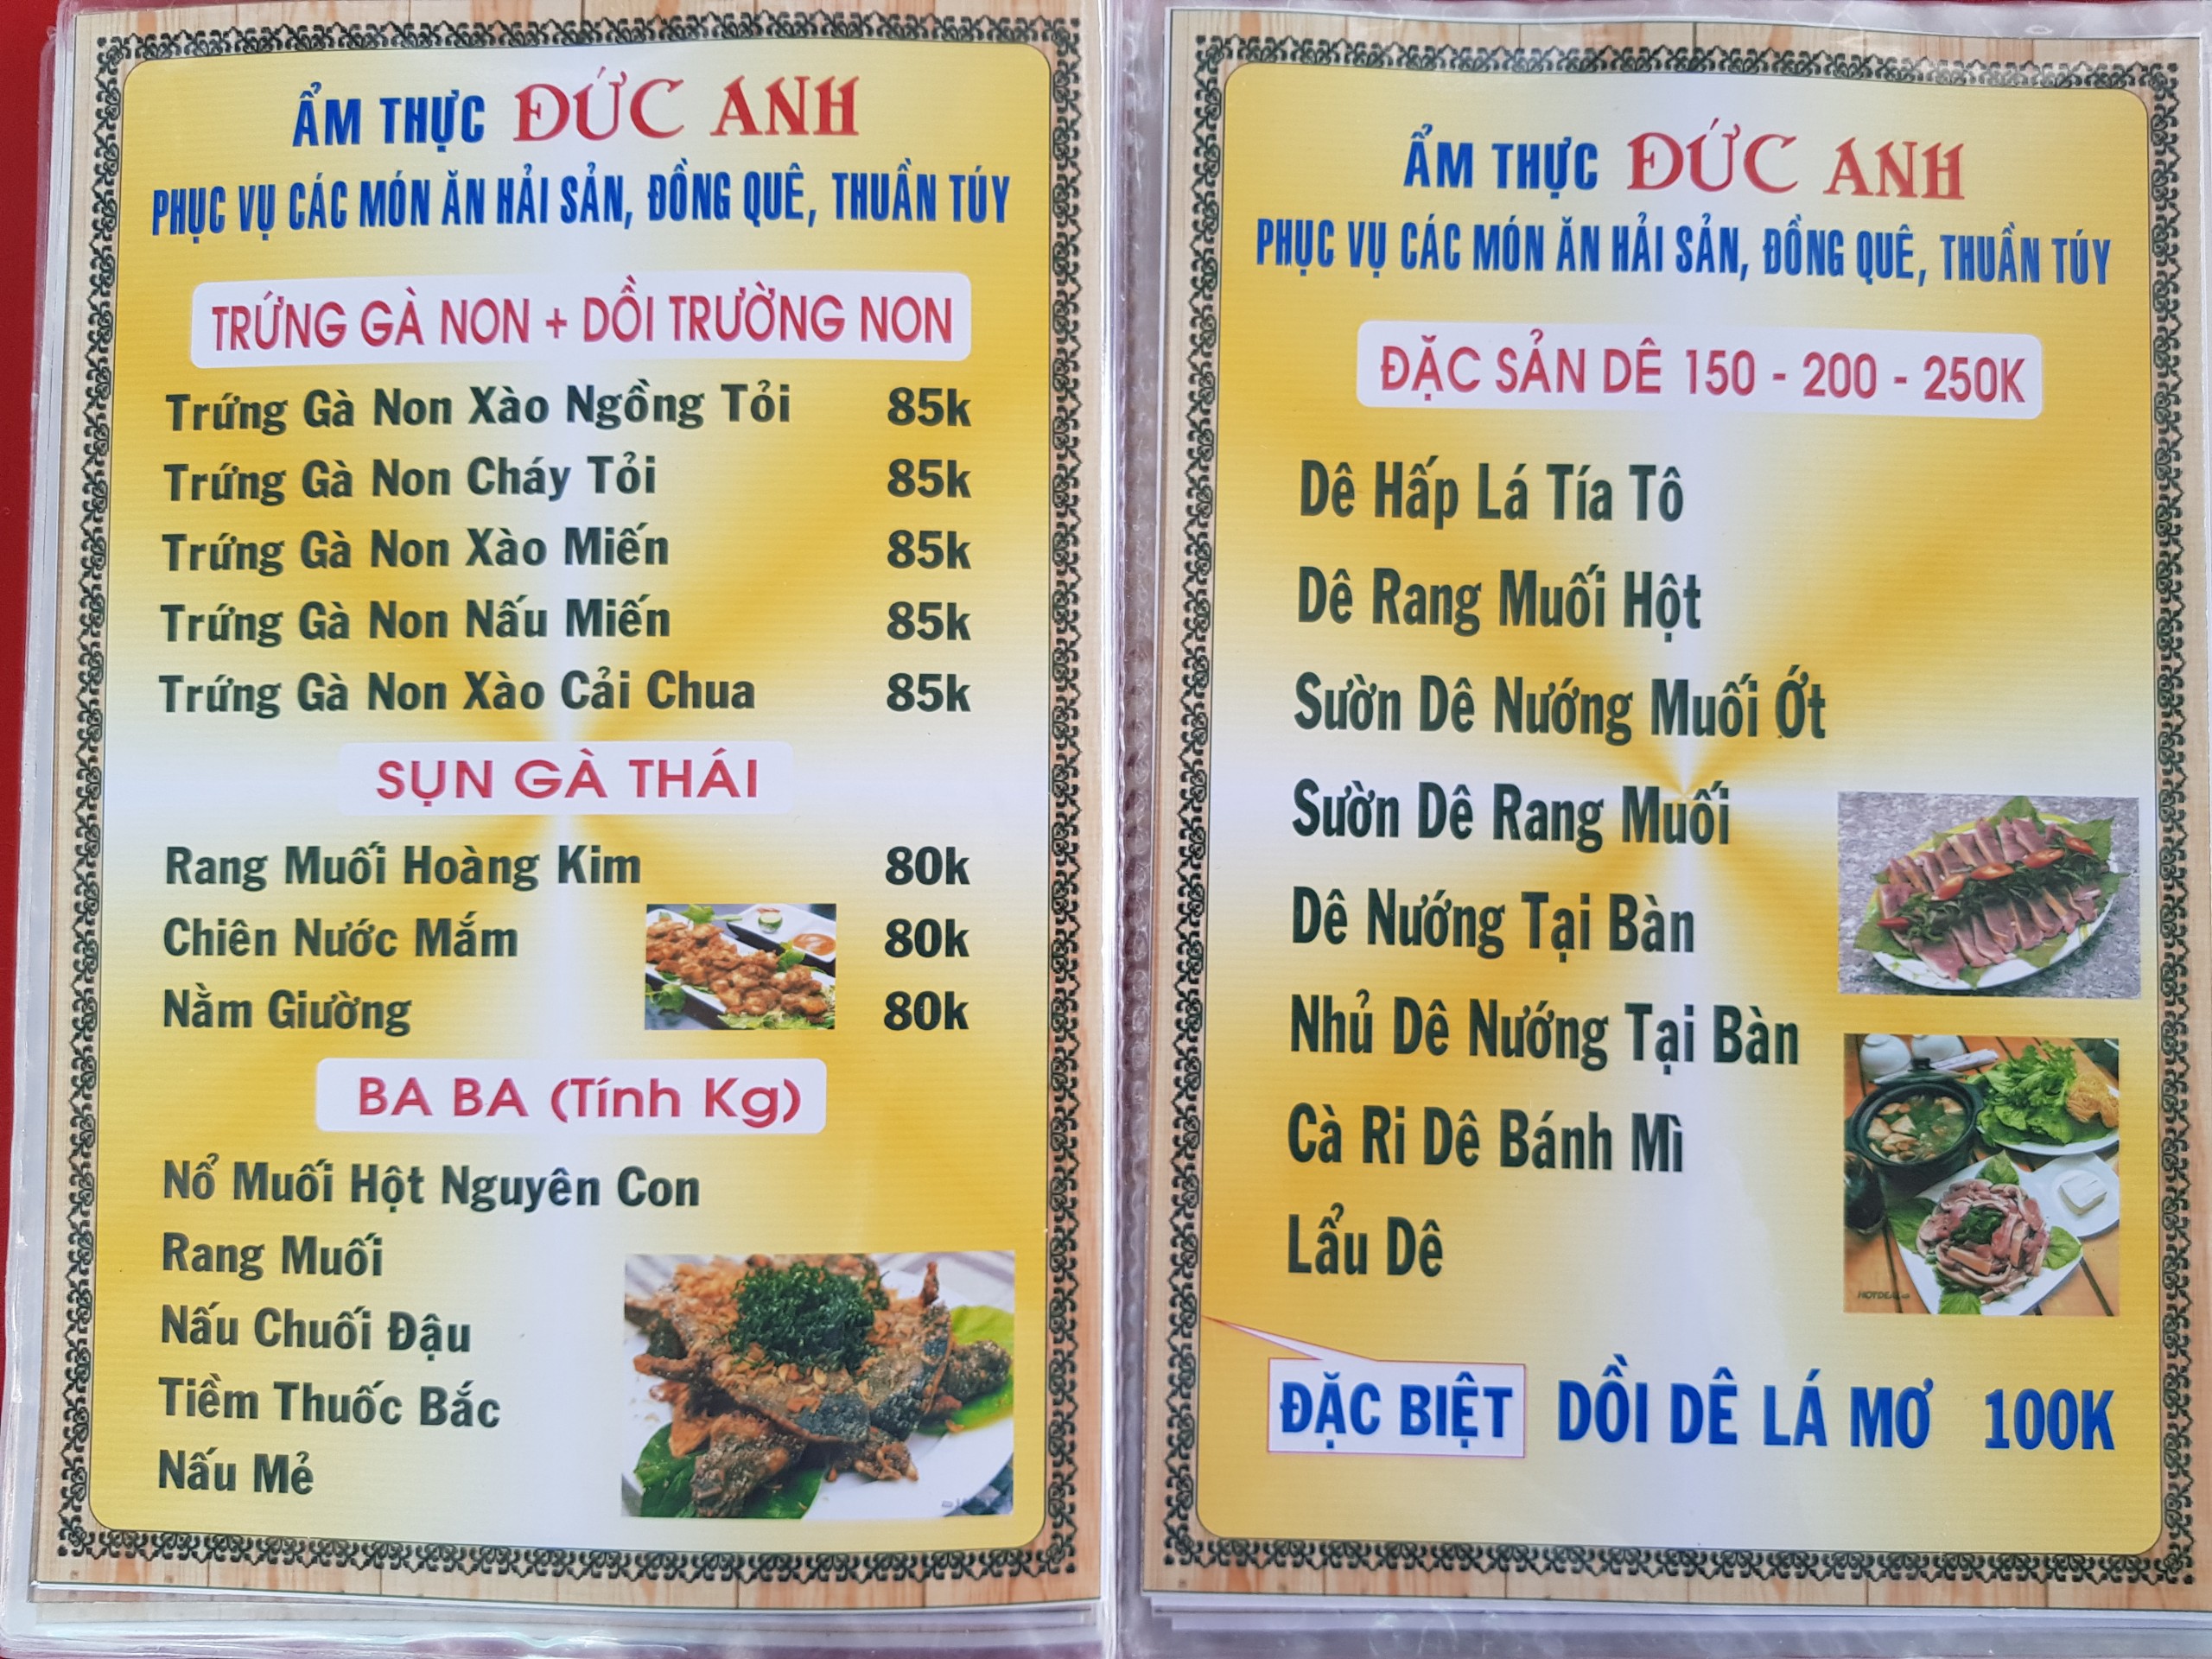 ẨM THỰC ĐỨC ANH
PHỤC VỤ CÁC MÓN ĂN HẢI SẢN, ĐỒNG QUÊ, THUẦN TÚY
TRỨNG GÀ NON + DỒI TRƯỜNG NON
Trứng Gà Non Xào Ngồng Tỏi 85k
Trứng Gà Non Cháy Tỏi 85k
Trứng Gà Non Xào Miến 85k
Trứng Gà Non Nấu Miến 85k
Trứng Gà Non Xào Cải Chua 85k
SỤN GÀ THÁI
Rang Muối Hoàng Kim 80k
Chiên Nước Mắm 80k
Nằm Giường 80k
BA BA (Tính Kg)
Nổ Muối Hột Nguyên Con
Rang Muối
Nấu Chuối Đậu
Tiềm Thuốc Bắc
Nấu Mẻ
ẨM THỰC ĐỨC ANH
PHỤC VỤ CÁC MÓN ĂN HẢI SẢN, ĐỒNG QUÊ, THUẦN TÚY
ĐẶC SẢN DÊ 150 - 200 - 250K
Dê Hấp Lá Tía Tô
Dê Rang Muối Hột
Sườn Dê Nướng Muối Ớt
Sườn Dê Rang Muối
Dê Nướng Tại Bàn
Nhủ Dê Nướng Tại Bàn
Cà Ri Dê Bánh Mì
Lẩu Dê
ĐẶC BIỆT DỒI DÊ LÁ MƠ 100K